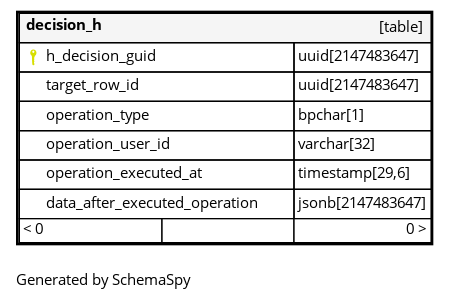 decision_h [table]
h_decision_guid uuid[2147483647]
target_row_id uuid[2147483647]
operation_type bpchar[1]
operation_user_id varchar[32]
operation_executed_at timestamp[29,6]
data_after_executed_operation jsonb[2147483647]
< 0 0 >
Generated by SchemaSpy